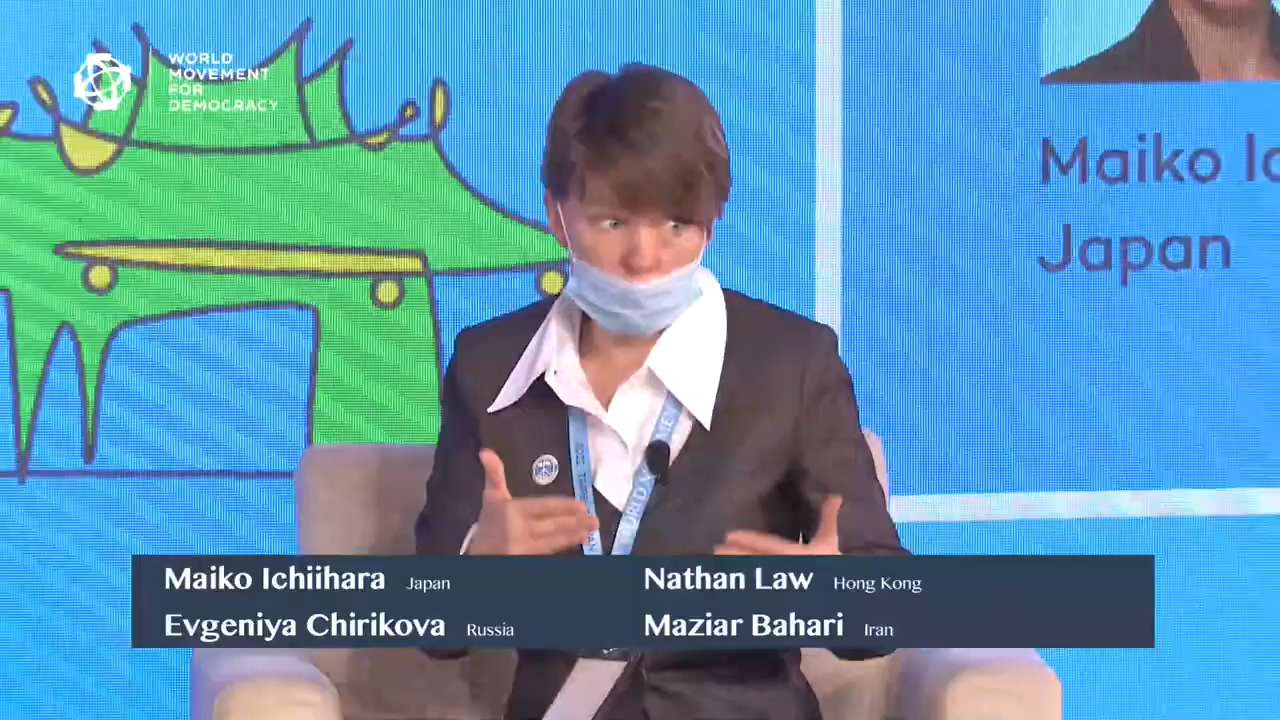 WORLD
MOVEMENT
FOR
DEMOCRACY
Maiko Ic
Japan
Maiko Ichiihara Japan
Nathan Law Hong Kong
Evgeniya Chirikova Russia
Maziar Bahari Iran